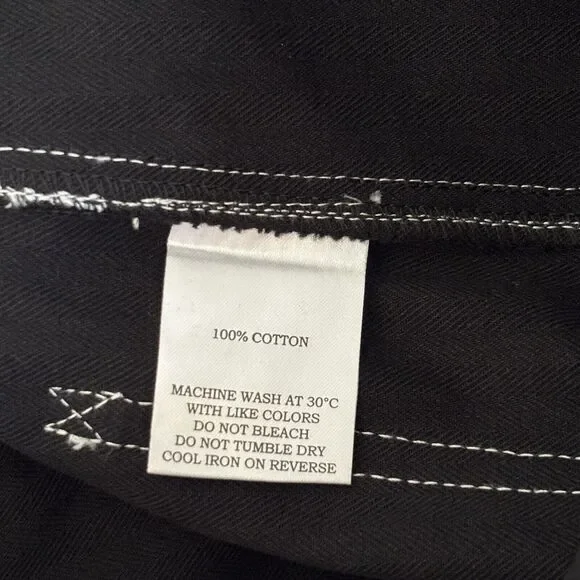 100% COTTON
MACHINE WASH AT 30°C
WITH LIKE COLORS
DO NOT BLEACH
DO NOT TUMBLE DRY
COOL IRON ON REVERSE